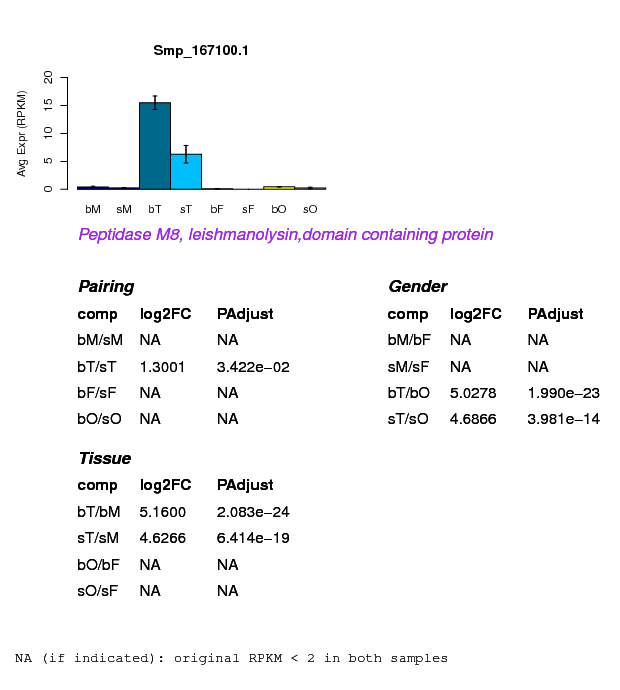 Smp_167100.1
Avg Expr (RPKM)
0 5 10 15 20
bM sM bT sT bF sF bO sO
Peptidase M8, leishmanolysin,domain containing protein
Pairing
comp log2FC PAdjust
bM/sM NA NA
bT/sT 1.3001 3.422e−02
bF/sF NA NA
bO/sO NA NA
Gender
comp log2FC PAdjust
bM/bF NA NA
sM/sF NA NA
bT/bO 5.0278 1.990e−23
sT/sO 4.6866 3.981e−14
Tissue
comp log2FC PAdjust
bT/bM 5.1600 2.083e−24
sT/sM 4.6266 6.414e−19
bO/bF NA NA
sO/sF NA NA
NA (if indicated): original RPKM < 2 in both samples